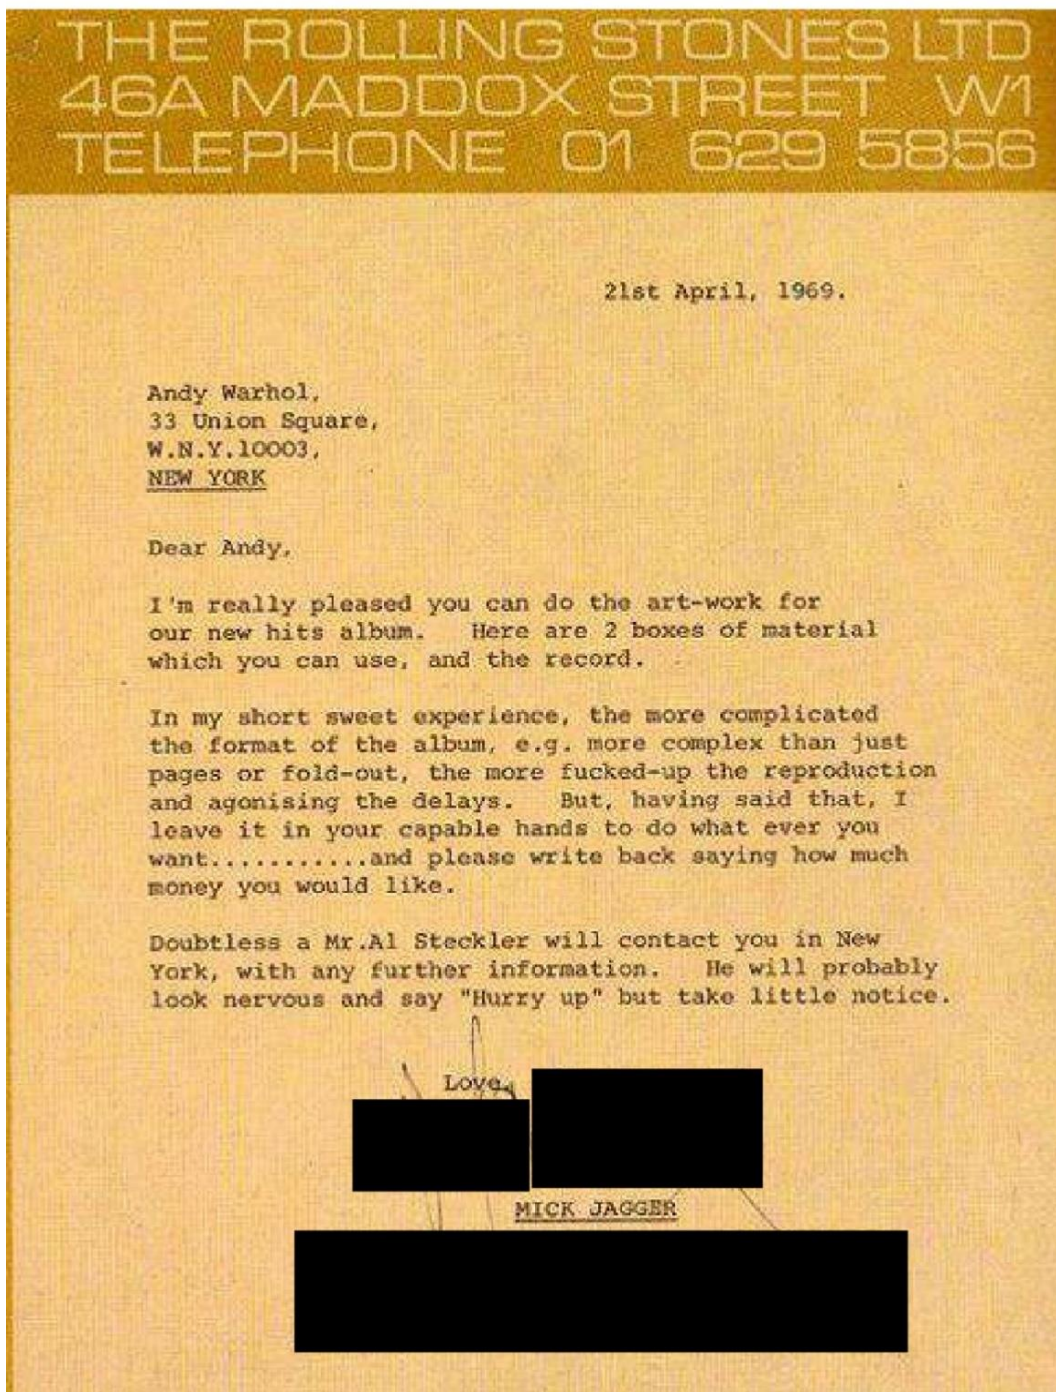 THE ROLLING STONES LTD
46A MADDOX STREET W1
TELEPHONE 01 629 5856
21st April, 1969.
Andy Warhol,
33 Union Square,
W.N.Y.10003,
NEW YORK
Dear Andy,
I'm really pleased you can do the art-work for
our new hits album. Here are 2 boxes of material
which you can use, and the record.
In my short sweet experience, the more complicated
the format of the album, e.g. more complex than just
pages or fold-out, the more fucked-up the reproduction
and agonising the delays. But, having said that, I
leave it in your capable hands to do what ever you
want............and please write back saying how much
money you would like.
Doubtless a Mr.Al Steckler will contact you in New
York, with any further information. He will probably
look nervous and say "Hurry up" but take little notice.
Love,
MICK JAGGER